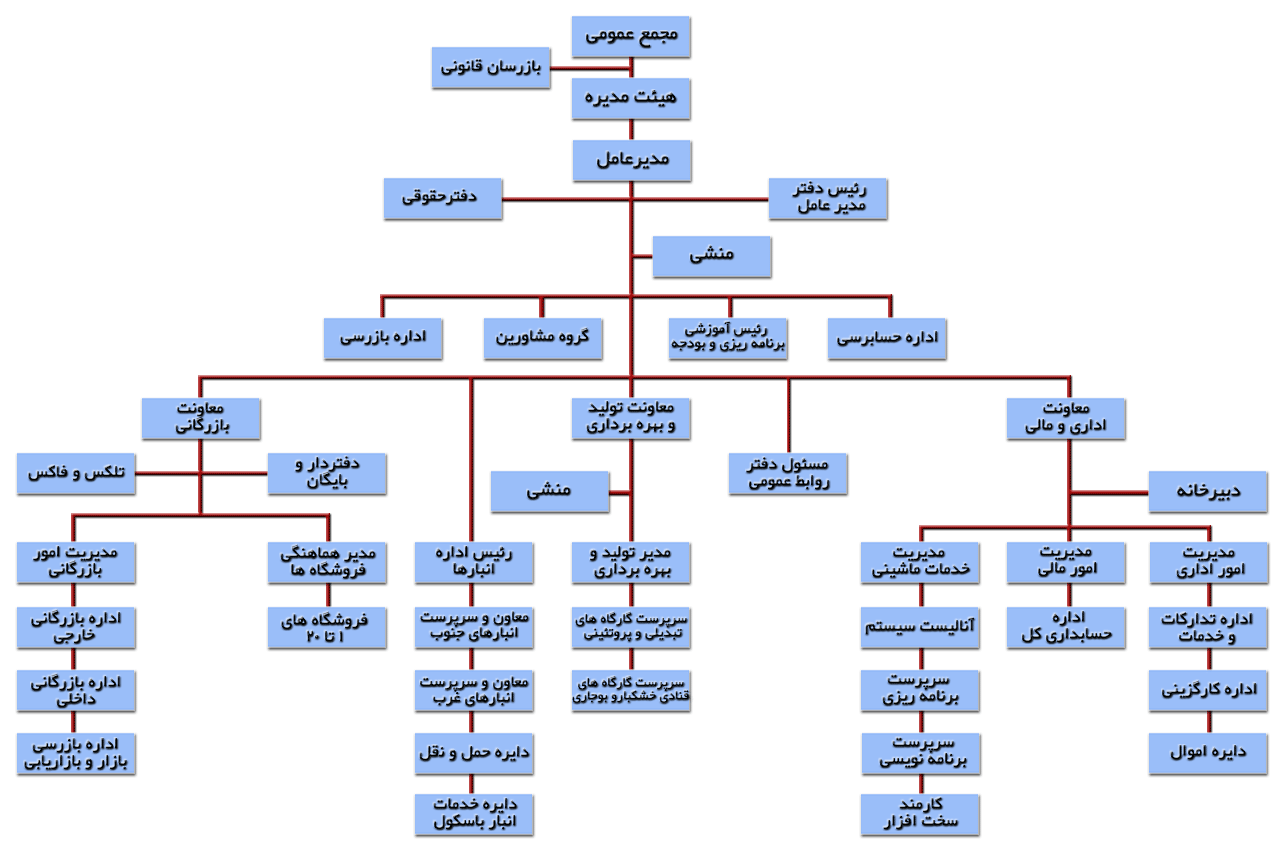 مجمع عمومی
بازرسان قانونی
هیئت مدیره
مدیرعامل
رئیس دفتر
مدیر عامل
دفترحقوقی
منشی
اداره حسابرسی
رئیس آموزشی
برنامه ریزی و بودجه
گروه مشاورین
اداره بازرسی
معاونت
اداری و مالی
معاونت تولید
و بهره برداری
معاونت
بازرگانی
مسئول دفتر
روابط عمومی
دفتردار و
بایگان
تلکس و فاکس
دبیرخانه
منشی
مدیریت
امور اداری
مدیریت
امور مالی
مدیریت
خدمات ماشینی
مدیر تولید و
بهره برداری
رئیس اداره
انبارها
مدیر هماهنگی
فروشگاه ها
مدیریت امور
بازرگانی
اداره تدارکات
و خدمات
اداره
حسابداری کل
آنالیست سیستم
سرپرست گارگاه های
تبدیلی و پروتئینی
معاون و سرپرست
انبارهای جنوب
فروشگاه های
۱ تا ۲۰
اداره بازرگانی
خارجی
اداره کارگزینی
سرپرست
برنامه ریزی
سرپرست گارگاه های
قنادی خشکبارو بوجاری
معاون و سرپرست
انبارهای غرب
اداره بازرگانی
داخلی
دایره اموال
سرپرست
برنامه نویسی
دایره حمل و نقل
اداره بازرسی
بازار و بازاریابی
کارمند
سخت افزار
دایره خدمات
انبار باسکول